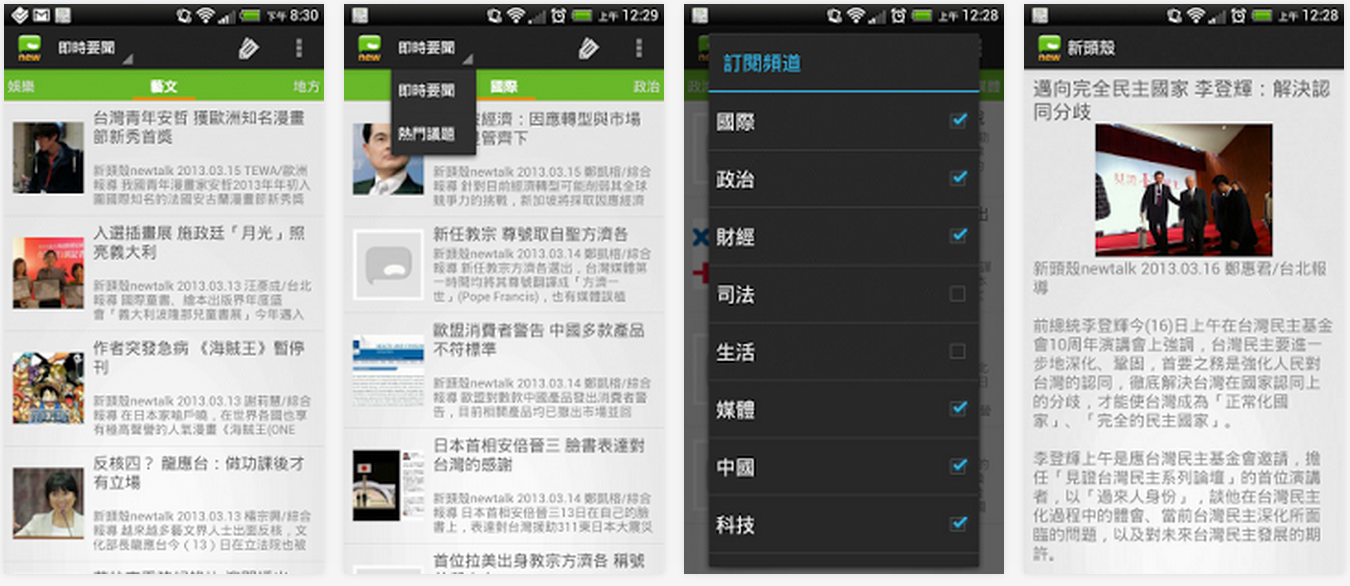 下午 8:30
new
即時要聞
娛樂
藝文
地方
台灣青年安哲 獲歐洲知名漫畫
節新秀首獎
新頭殼newtalk 2013.03.15 TEWA/歐洲
報導 我國青年漫畫家安哲2013年年初入
圍國際知名的法國安古蘭漫畫節新秀獎
入選插畫展 施政廷「月光」照
亮義大利
新頭殼newtalk 2013.03.13 汪彥成/台北
報導 國際童書、繪本出版界年度盛
會「義大利波隆那兒童書展」今年邁入
作者突發急病 《海賊王》暫停
刊
新頭殼newtalk 2013.03.13 謝莉慧/綜合
報導 在日本家喻戶曉，在世界各國也享
有極高聲譽的人氣漫畫《海賊王(ONE
反核四？ 龍應台：做功課後才
有立場
新頭殼newtalk 2013.03.13 楊宗興/綜合
報導 越來越多藝文界人士出面反核，文
化部長龍應台今（13）日在立法院也被
上午 12:29
new
即時要聞
即時要聞
熱門議題
國際
政治
經濟：因應轉型與市場
管齊下
新頭殼newtalk 2013.03.15 鄭凱榕/綜合
報導 針對目前經濟轉型可能削弱其全球
競爭力的挑戰，新加坡將採取因應經濟
新任教宗 尊號取自聖方濟各
新頭殼newtalk 2013.03.14 鄭凱榕/綜合
報導 新任教宗方濟各選出，台灣媒體第
一時間均將其尊號翻譯成「方濟一
世」(Pope Francis)，也有媒體誤植
歐盟消費者警告 中國多款產品
不符標準
新頭殼newtalk 2013.03.14 鄭凱榕/綜合
報導 歐盟對數款中國產品發出消費者警
告，目前相關產品均已撤出市場並回
日本首相安倍晉三 臉書表達對
台灣的感謝
新頭殼newtalk 2013.03.14 鄭凱榕/綜合
報導 日本首相安倍晉三13日在自己的臉
書上，表達對台灣援助311東日本大震災
首位拉美出身教宗方濟各 稱號
上午 12:28
訂閱頻道
國際
政治
財經
司法
生活
媒體
中國
科技
上午 12:28
new
新頭殼
邁向完全民主國家 李登輝：解決認
同分歧
新頭殼newtalk 2013.03.16 鄭惠君/台北報
導
前總統李登輝今(16)日上午在台灣民主基金
會10周年演講會上強調，台灣民主要進一
步地深化、鞏固，首要之務是強化人民對
台灣的認同，徹底解決台灣在國家認同上
的分歧，才能使台灣成為「正常化國
家」、「完全的民主國家」。
李登輝上午是應台灣民主基金會邀請，擔
任「見證台灣民主系列論壇」的首位演講
者，以「過來人身份」，談他在台灣民主
化過程中的體會、當前台灣民主深化所面
臨的問題，以及對未來台灣民主發展的期
許。